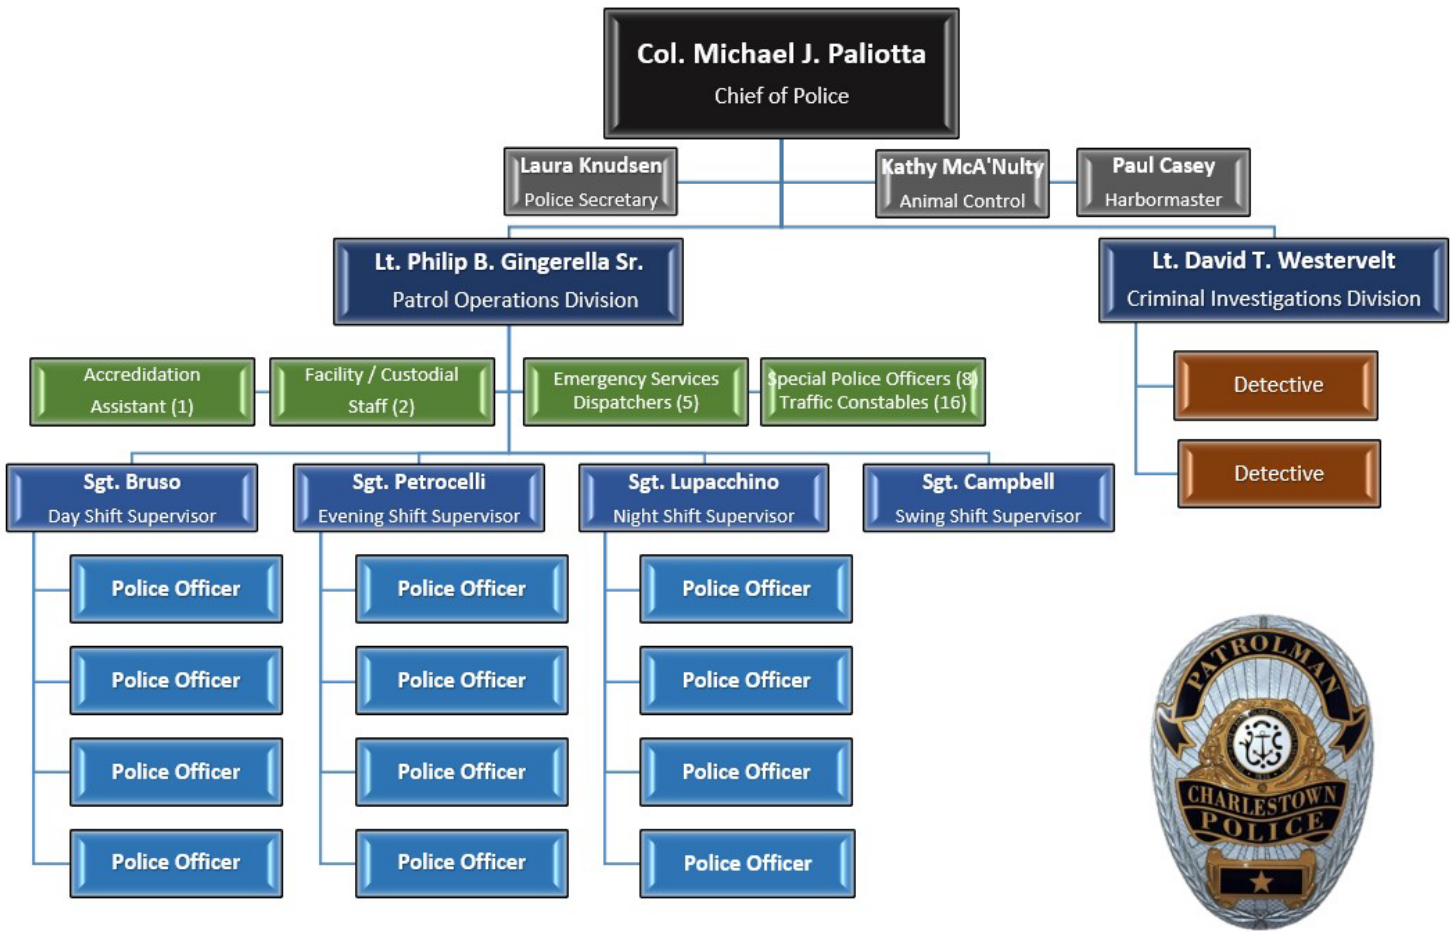 Col. Michael J. Paliotta
Chief of Police
Laura Knudsen
Police Secretary
Kathy McA'Nulty
Animal Control
Paul Casey
Harbormaster
Lt. Philip B. Gingerella Sr.
Patrol Operations Division
Lt. David T. Westervelt
Criminal Investigations Division
Accredidation
Assistant (1)
Facility / Custodial
Staff (2)
Emergency Services
Dispatchers (5)
Special Police Officers (8)
Traffic Constables (16)
Detective
Detective
Sgt. Bruso
Day Shift Supervisor
Sgt. Petrocelli
Evening Shift Supervisor
Sgt. Lupacchino
Night Shift Supervisor
Sgt. Campbell
Swing Shift Supervisor
Police Officer
Police Officer
Police Officer
Police Officer
Police Officer
Police Officer
Police Officer
Police Officer
Police Officer
Police Officer
Police Officer
Police Officer
PATROLMAN
CHARLESTOWN
POLICE